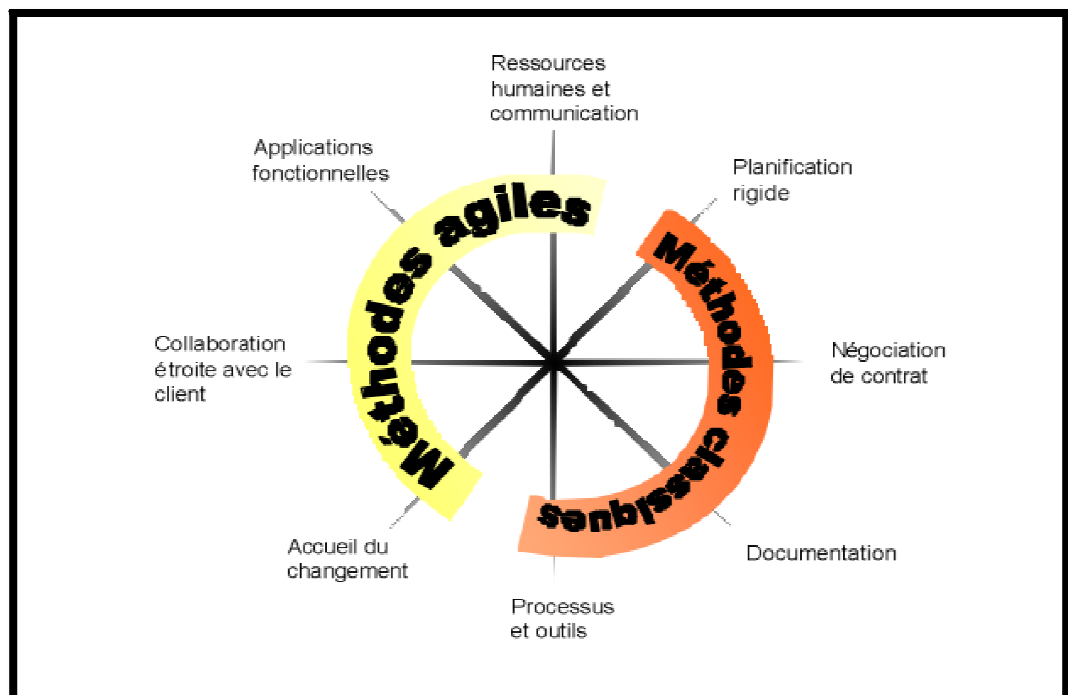 Ressources
humaines et
communication
Applications
fonctionnelles
Planification
rigide
Méthodes agiles
Méthodes classiques
Collaboration
étroite avec le
client
Négociation
de contrat
Accueil du
changement
Documentation
Processus
et outils